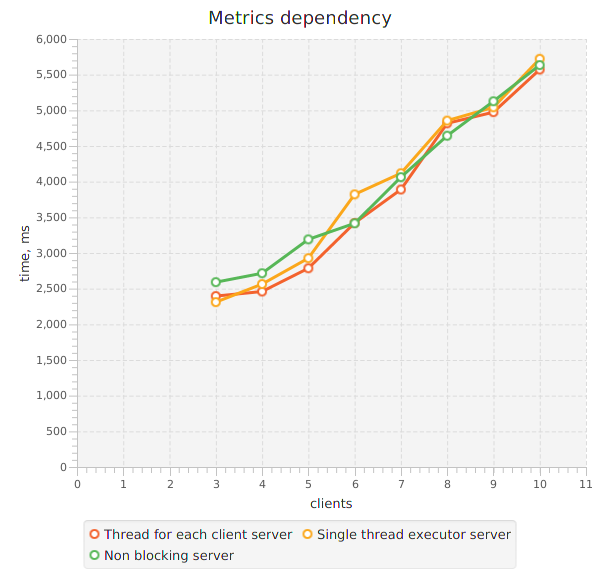 Metrics dependency
6,000
5,500
5,000
4,500
4,000
3,500
3,000
2,500
2,000
1,500
1,000
500
0
time, ms
0 1 2 3 4 5 6 7 8 9 10 11
clients
Thread for each client server Single thread executor server
Non blocking server